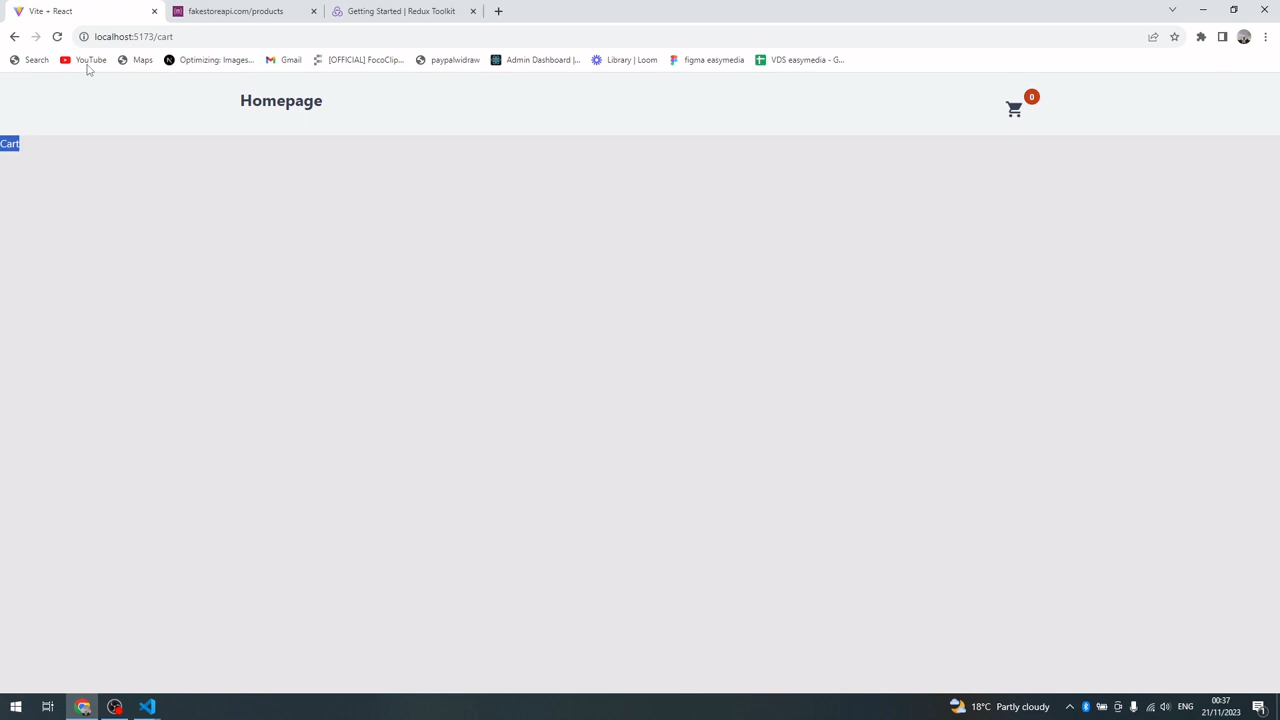 Vite + React
fakestoreapi.com/products
Getting Started | Redux Toolkit
localhost:5173/cart
Search YouTube Maps Optimizing: Images... Gmail [OFFICIAL] FocoClip... paypalwidraw Admin Dashboard |... Library | Loom figma easymedia VDS easymedia - G...
Homepage
0
Cart
18°C Partly cloudy
ENG
00:37
21/11/2023
1